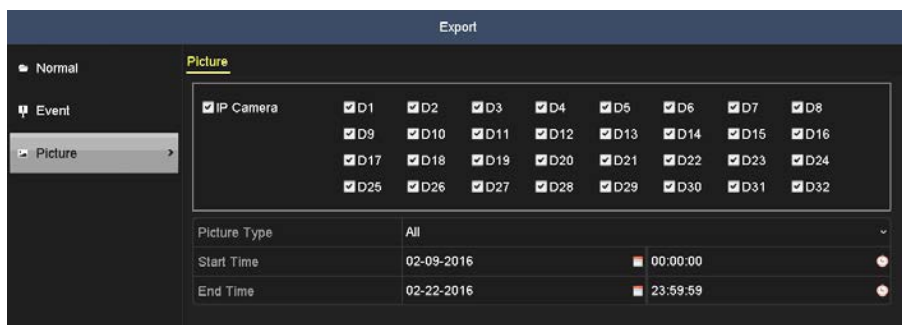 Export
Normal
Event
Picture
Picture
IP Camera D1 D2 D3 D4 D5 D6 D7 D8
D9 D10 D11 D12 D13 D14 D15 D16
D17 D18 D19 D20 D21 D22 D23 D24
D25 D26 D27 D28 D29 D30 D31 D32
Picture Type All
Start Time 02-09-2016 00:00:00
End Time 02-22-2016 23:59:59